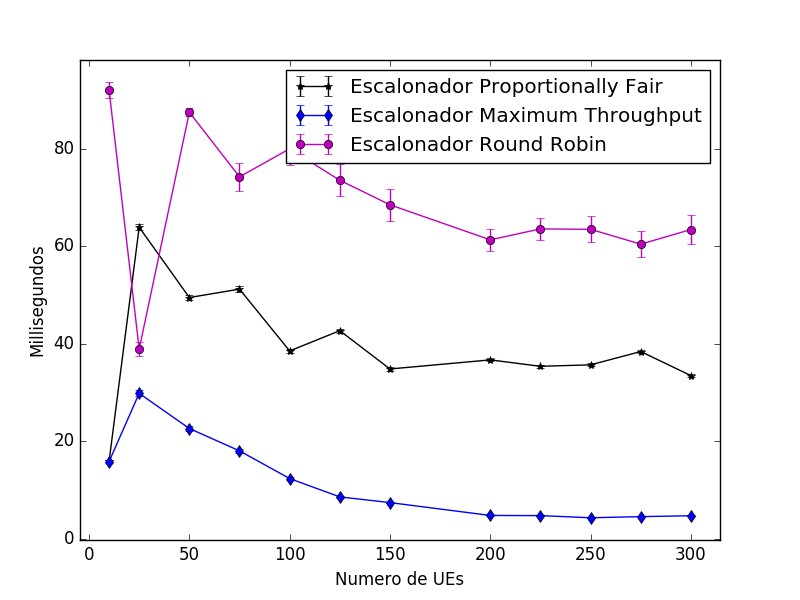 Escalonador Proportionally Fair
Escalonador Maximum Throughput
Escalonador Round Robin
80
60
40
20
0
Millisegundos
0 50 100 150 200 250 300
Numero de UEs